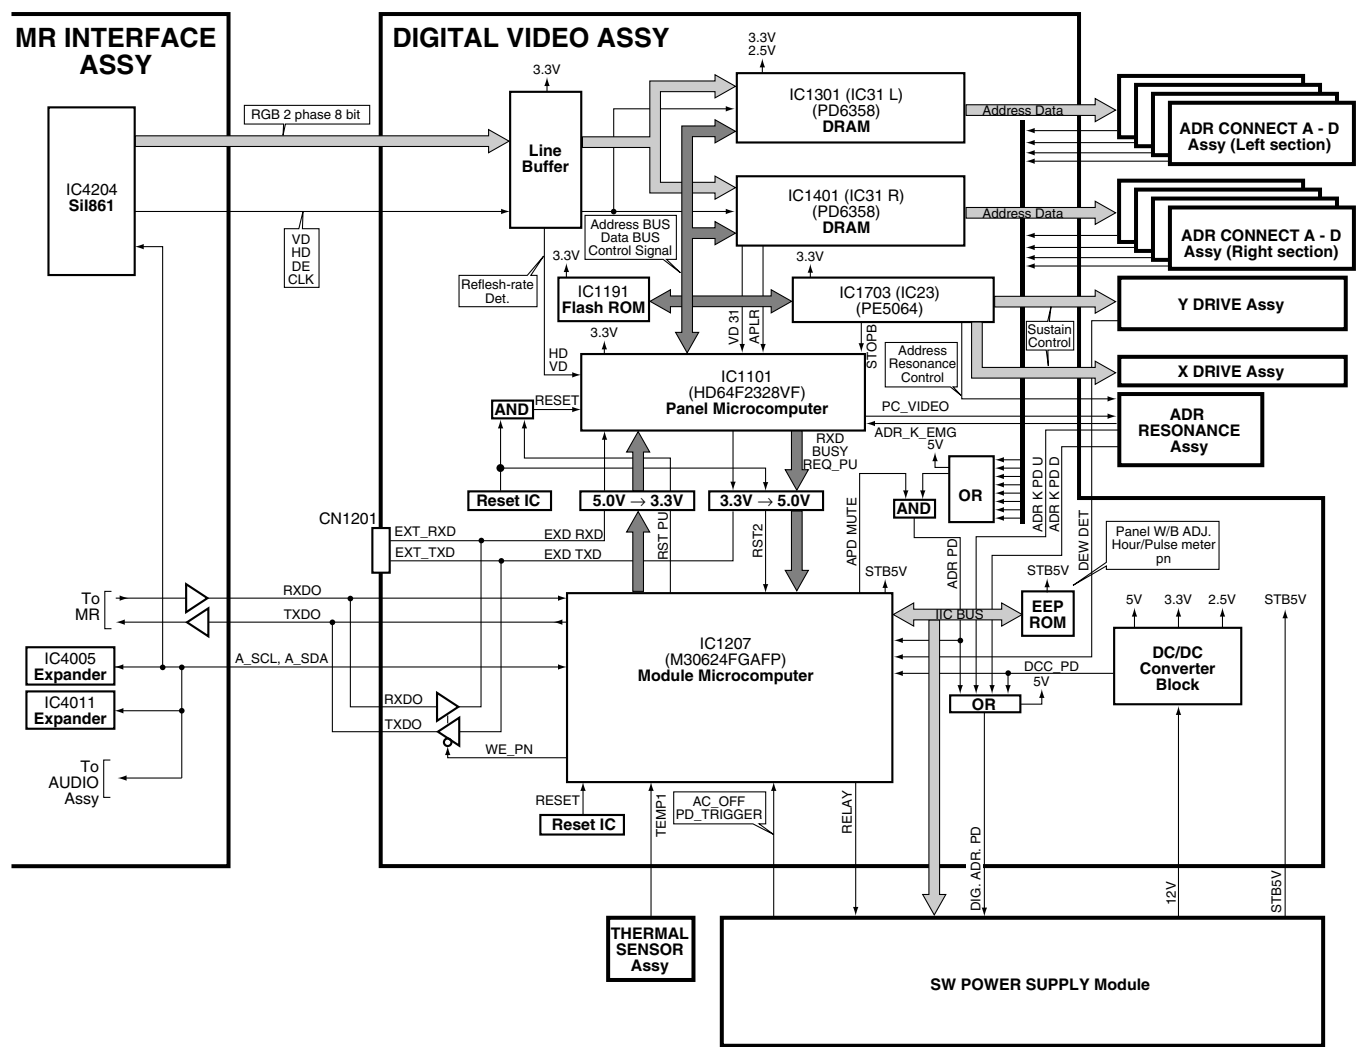 MR INTERFACE
ASSY
DIGITAL VIDEO ASSY
3.3V
2.5V
3.3V
RGB 2 phase 8 bit
IC4204
SiI861
VD
HD
DE
CLK
Line
Buffer
IC1301 (IC31 L)
(PD6358)
DRAM
Address Data
ADR CONNECT A - D
Assy (Left section)
IC1401 (IC31 R)
(PD6358)
DRAM
Address Data
ADR CONNECT A - D
Assy (Right section)
Address BUS
Data BUS
Control Signal
Reflesh-rate
Det.
3.3V
IC1191
Flash ROM
3.3V
IC1703 (IC23)
(PE5064)
Y DRIVE Assy
Sustain
Control
X DRIVE Assy
VD 31
APLR
STOPB
Address
Resonance
Control
3.3V
HD
VD
IC1101
(HD64F2328VF)
Panel Microcomputer
AND
RESET
PC_VIDEO
ADR_K_EMG
ADR
RESONANCE
Assy
RXD
BUSY
REQ_PU
5V
OR
AND
ADR K PD U
ADR K PD D
DEW DET
Reset IC
5.0V → 3.3V
3.3V → 5.0V
CN1201
EXT_RXD
EXT_TXD
EXD RXD
EXD TXD
RST PU
RST2
APD MUTE
ADR PD
Panel W/B ADJ.
Hour/Pulse meter
pn
STB5V
STB5V
IIC BUS
EEP
ROM
5V
3.3V
2.5V
STB5V
To
MR
RXDO
TXDO
IC1207
(M30624FGAFP)
Module Microcomputer
DC/DC
Converter
Block
DCC_PD
5V
OR
IC4005
Expander
A_SCL, A_SDA
IC4011
Expander
RXDO
TXDO
WE_PN
To
AUDIO
Assy
RESET
Reset IC
TEMP1
AC_OFF
PD_TRIGGER
RELAY
DIG. ADR. PD
12V
STB5V
THERMAL
SENSOR
Assy
SW POWER SUPPLY Module